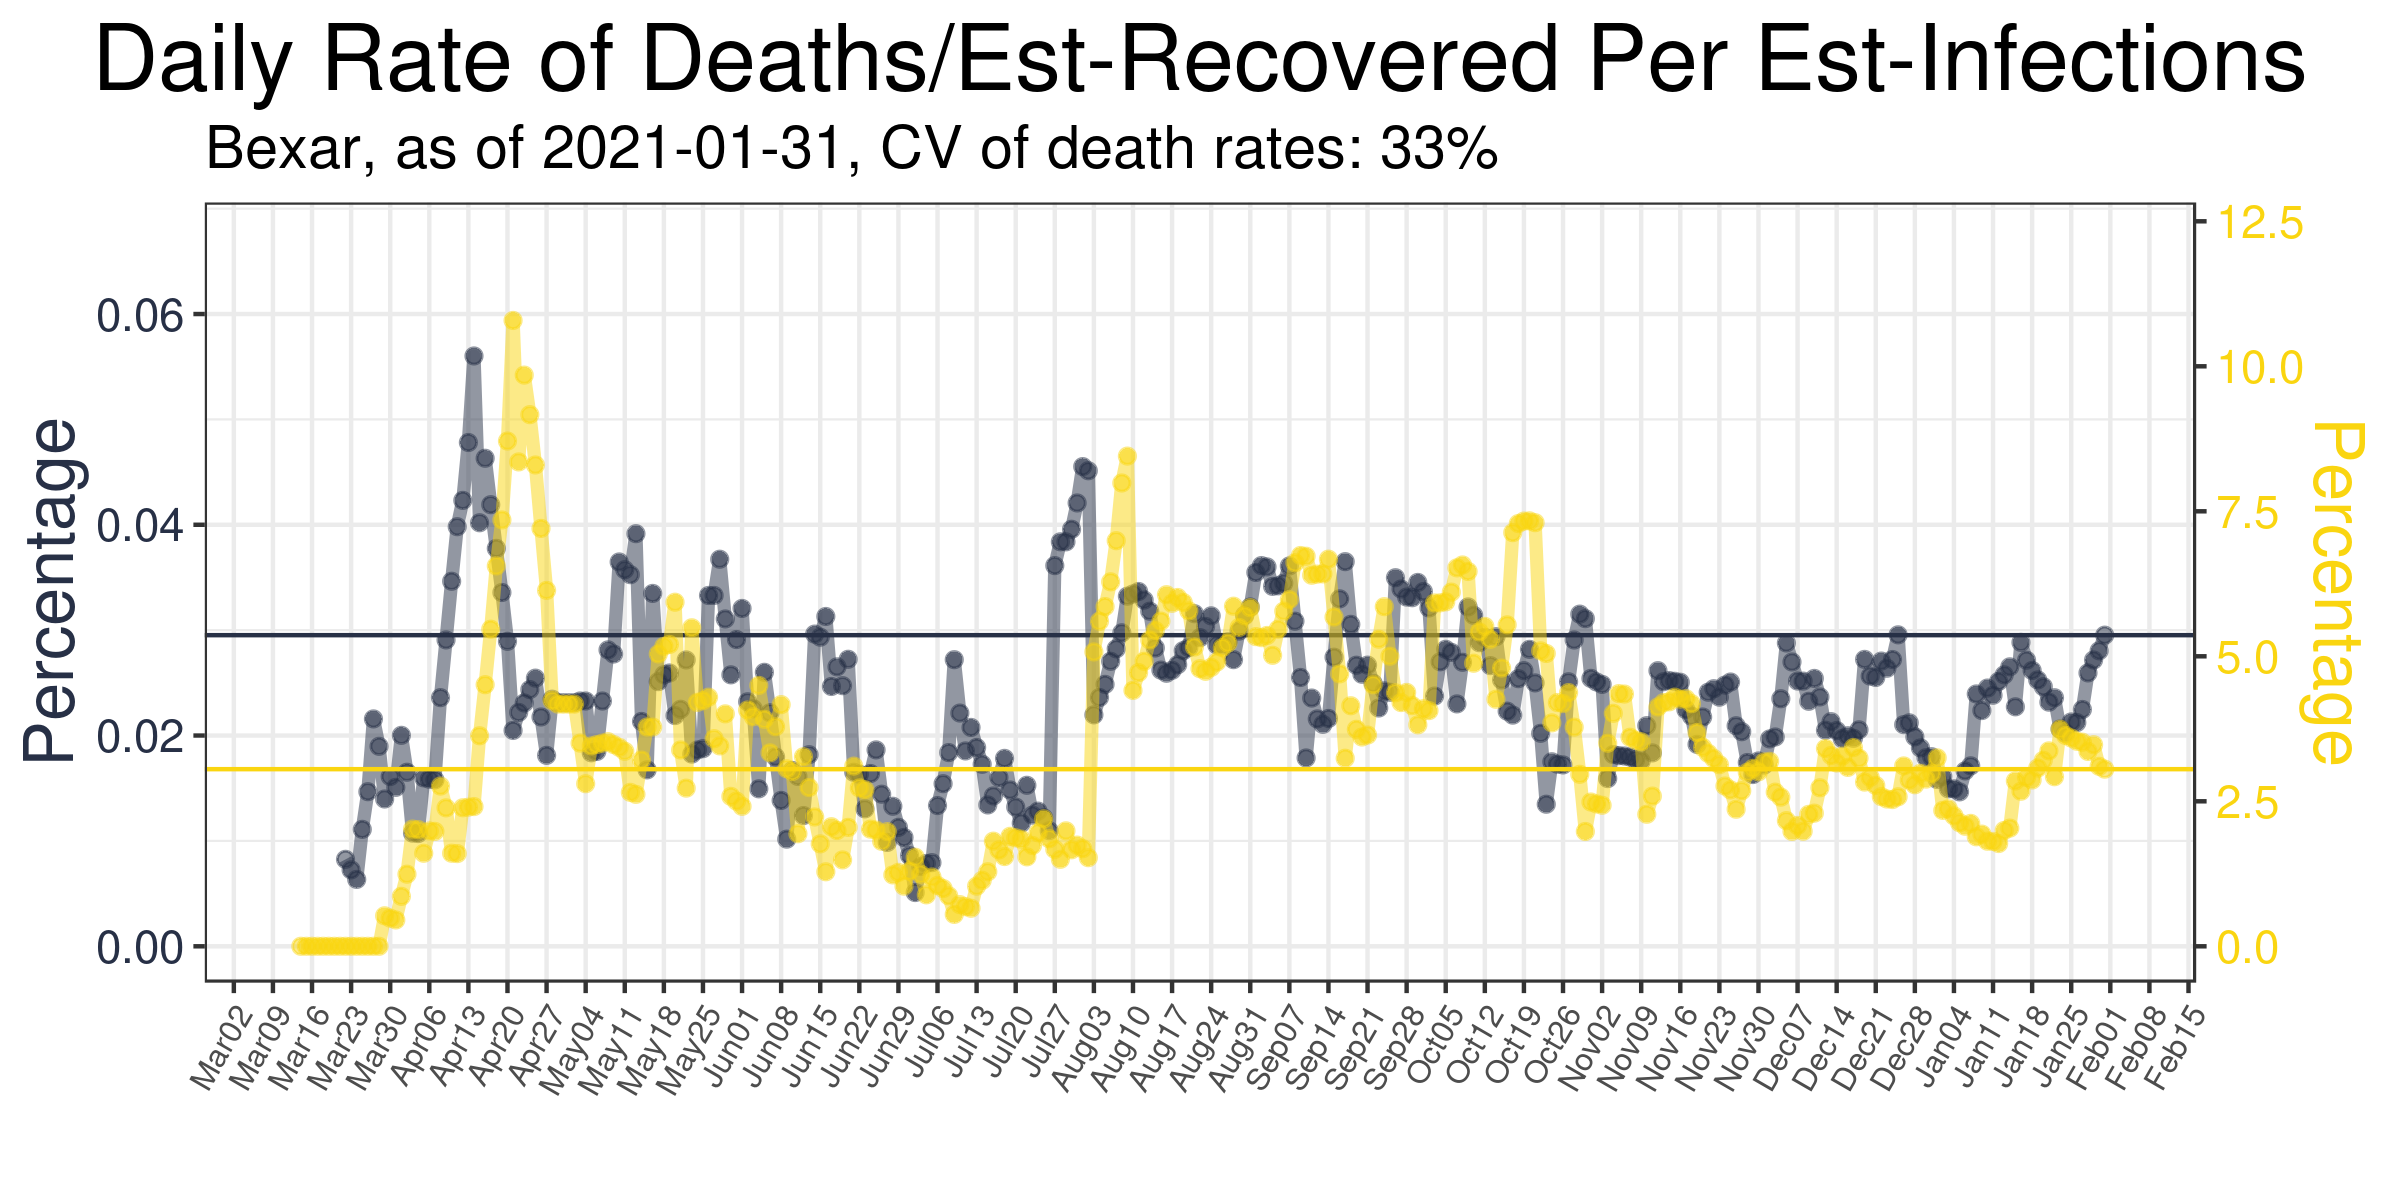 Daily Rate of Deaths/Est-Recovered Per Est-Infections
Bexar, as of 2021-01-31, CV of death rates: 33%
Percentage
0.06
0.04
0.02
0.00
12.5
10.0
7.5
5.0
2.5
0.0
Percentage
Mar02
Mar09
Mar16
Mar23
Mar30
Apr06
Apr13
Apr20
Apr27
May04
May11
May18
May25
Jun01
Jun08
Jun15
Jun22
Jun29
Jul06
Jul13
Jul20
Jul27
Aug03
Aug10
Aug17
Aug24
Aug31
Sep07
Sep14
Sep21
Sep28
Oct05
Oct12
Oct19
Oct26
Nov02
Nov09
Nov16
Nov23
Nov30
Dec07
Dec14
Dec21
Dec28
Jan04
Jan11
Jan18
Jan25
Feb01
Feb08
Feb15